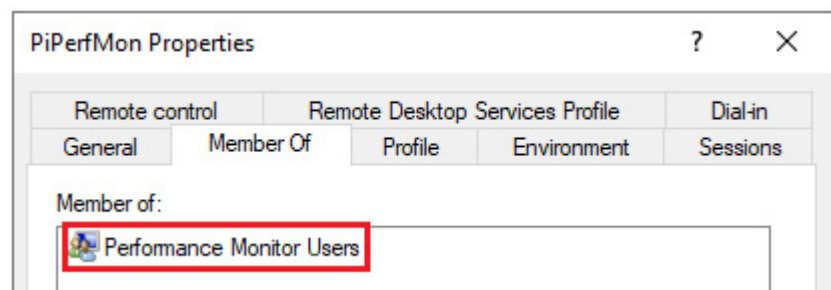 PiPerfMon Properties ? ×
Remote control Remote Desktop Services Profile Dial-in
General Member Of Profile Environment Sessions
Member of:
Performance Monitor Users